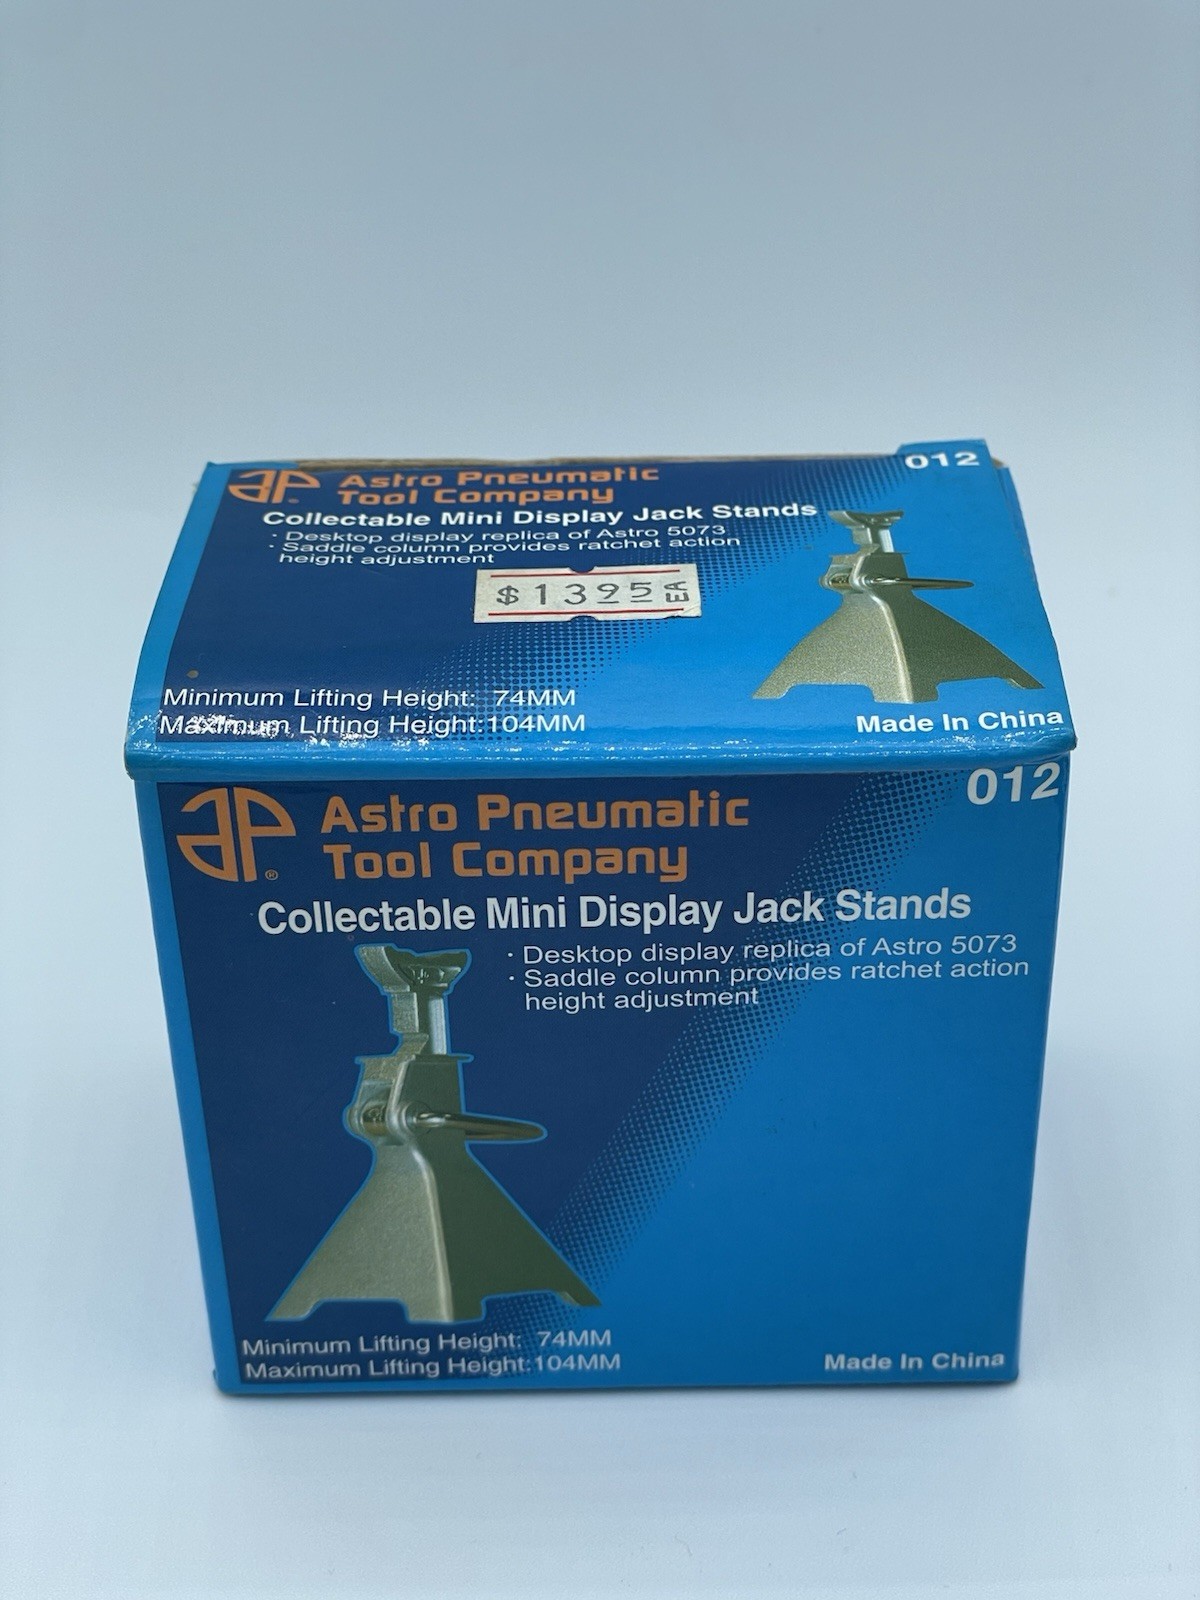 AP Astro Pneumatic
Tool Company
012
Collectable Mini Display Jack Stands
· Desktop display replica of Astro 5073
· Saddle column provides ratchet action
height adjustment
$1395 EA
Minimum Lifting Height: 74MM
Maximum Lifting Height:104MM
Made In China
012
AP® Astro Pneumatic
Tool Company
Collectable Mini Display Jack Stands
· Desktop display replica of Astro 5073
· Saddle column provides ratchet action
height adjustment
Minimum Lifting Height: 74MM
Maximum Lifting Height:104MM
Made In China